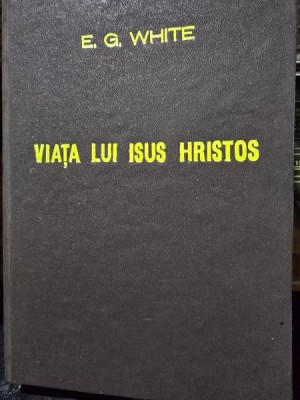 E. G. WHITE
VIAȚA LUI ISUS HRISTOS